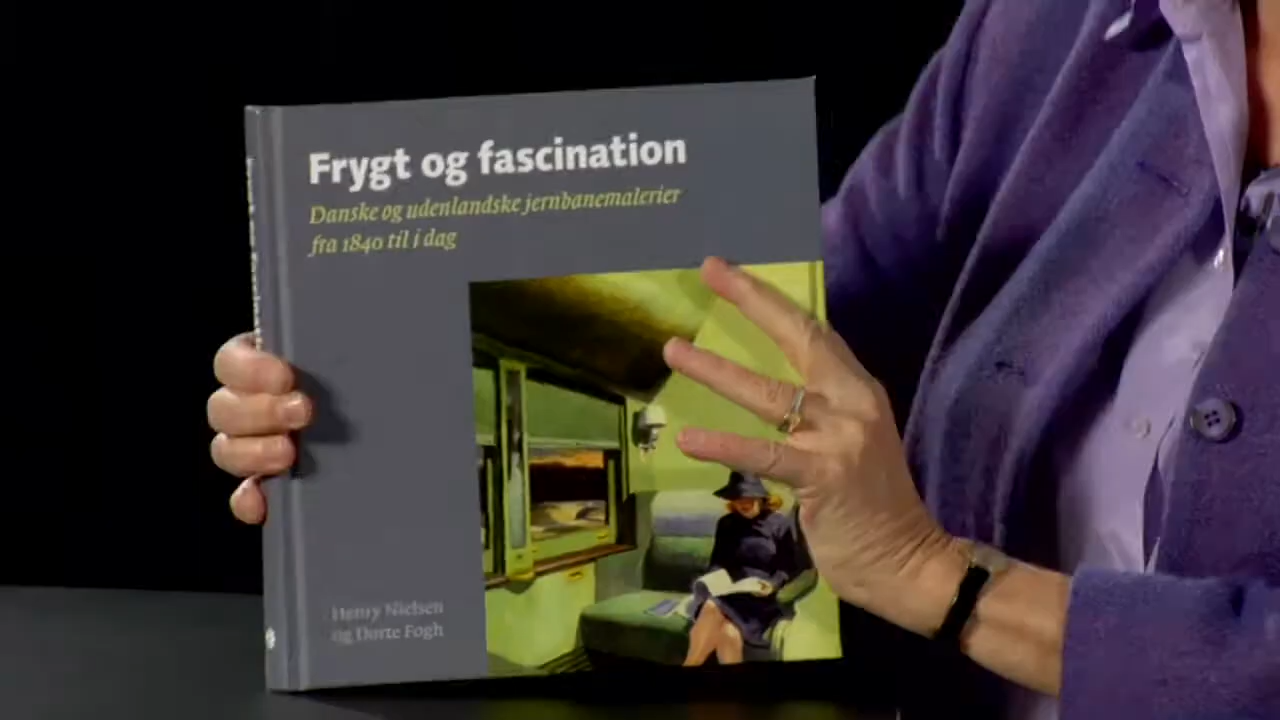 Frygt og fascination
Danske og udenlandske jernbanemalerier
fra 1840 til i dag
Henry Nielsen
og Dorte Fogh